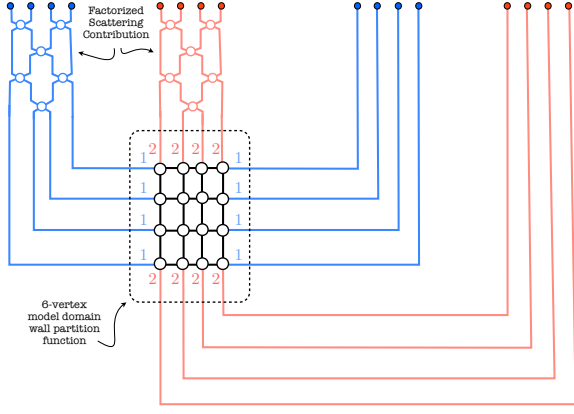 Factorized
Scattering
Contribution
2 2 2 2
1 1
1 1
1 1
1 1
2 2 2 2
6-vertex
model domain
wall partition
function